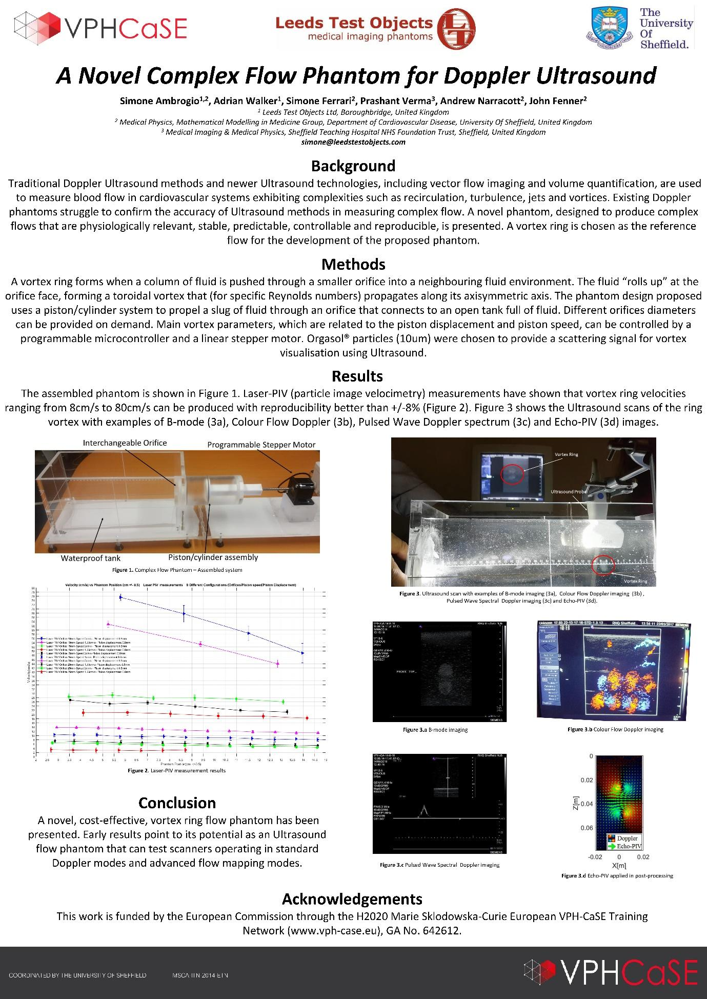 VPHCaSE
Leeds Test Objects
medical imaging phantoms
The
University
Of
Sheffield.
A Novel Complex Flow Phantom for Doppler Ultrasound
Simone Ambrogio1,2, Adrian Walker1, Simone Ferrari2, Prashant Verma3, Andrew Narracott2, John Fenner2
1 Leeds Test Objects Ltd, Boroughbridge, United Kingdom
2 Medical Physics, Mathematical Modelling in Medicine Group, Department of Cardiovascular Disease, University Of Sheffield, United Kingdom
3 Medical Imaging & Medical Physics, Sheffield Teaching Hospital NHS Foundation Trust, Sheffield, United Kingdom
simone@leedstestobjects.com
Background
Traditional Doppler Ultrasound methods and newer Ultrasound technologies, including vector flow imaging and volume quantification, are used
to measure blood flow in cardiovascular systems exhibiting complexities such as recirculation, turbulence, jets and vortices. Existing Doppler
phantoms struggle to confirm the accuracy of Ultrasound methods in measuring complex flow. A novel phantom, designed to produce complex
flows that are physiologically relevant, stable, predictable, controllable and reproducible, is presented. A vortex ring is chosen as the reference
flow for the development of the proposed phantom.
Methods
A vortex ring forms when a column of fluid is pushed through a smaller orifice into a neighbouring fluid environment. The fluid “rolls up” at the
orifice face, forming a toroidal vortex that (for specific Reynolds numbers) propagates along its axisymmetric axis. The phantom design proposed
uses a piston/cylinder system to propel a slug of fluid through an orifice that connects to an open tank full of fluid. Different orifices diameters
can be provided on demand. Main vortex parameters, which are related to the piston displacement and piston speed, can be controlled by a
programmable microcontroller and a linear stepper motor. Orgasol® particles (10um) were chosen to provide a scattering signal for vortex
visualisation using Ultrasound.
Results
The assembled phantom is shown in Figure 1. Laser-PIV (particle image velocimetry) measurements have shown that vortex ring velocities
ranging from 8cm/s to 80cm/s can be produced with reproducibility better than +/-8% (Figure 2). Figure 3 shows the Ultrasound scans of the ring
vortex with examples of B-mode (3a), Colour Flow Doppler (3b), Pulsed Wave Doppler spectrum (3c) and Echo-PIV (3d) images.
Interchangeable Orifice
Programmable Stepper Motor
Waterproof tank
Piston/cylinder assembly
Figure 1. Complex Flow Phantom – Assembled system
Velocity (cm/s) vs Phantom Position (cm +/- 0.5) Laser PIV measurements 8 Different Configurations (Orifices/Piston speed/Piston Displacement)
Velocity(cm/s)
Phantom Position(cm +/-0.5)
Figure 2. Laser-PIV measurement results
Vortex Ring
Ultrasound Probe
Vortex Ring
Figure 3. Ultrasound scan with examples of B-mode imaging (3a), Colour Flow Doppler imaging (3b) ,
Pulsed Wave Spectral Doppler imaging (3c) and Echo-PIV (3d).
RHQ Sheffield NUS
VENOUS
PROBE TOP
SIEMENS
Figure 3.a B-mode imaging
Unknown 17.03.22-13:17:16-STD-1.3.12.... RHQ Sheffield... 13:54:11 22/03/2017 SIEMENS
Figure 3.b Colour Flow Doppler imaging
RHQ Sheffield NUS
VENOUS
SIEMENS
Figure 3.c Pulsed Wave Spectral Doppler imaging
0
0.02
0.04
0.06
Z[m]
Doppler
Echo-PIV
-0.02 0 0.02
X[m]
Figure 3.d Echo-PIV applied in post-processing
Conclusion
A novel, cost-effective, vortex ring flow phantom has been
presented. Early results point to its potential as an Ultrasound
flow phantom that can test scanners operating in standard
Doppler modes and advanced flow mapping modes.
Acknowledgements
This work is funded by the European Commission through the H2020 Marie Sklodowska-Curie European VPH-CaSE Training
Network (www.vph-case.eu), GA No. 642612.
COORDINATED BY THE UNIVERSITY OF SHEFFIELD MSCA-ITN-2014-ETN
VPHCaSE